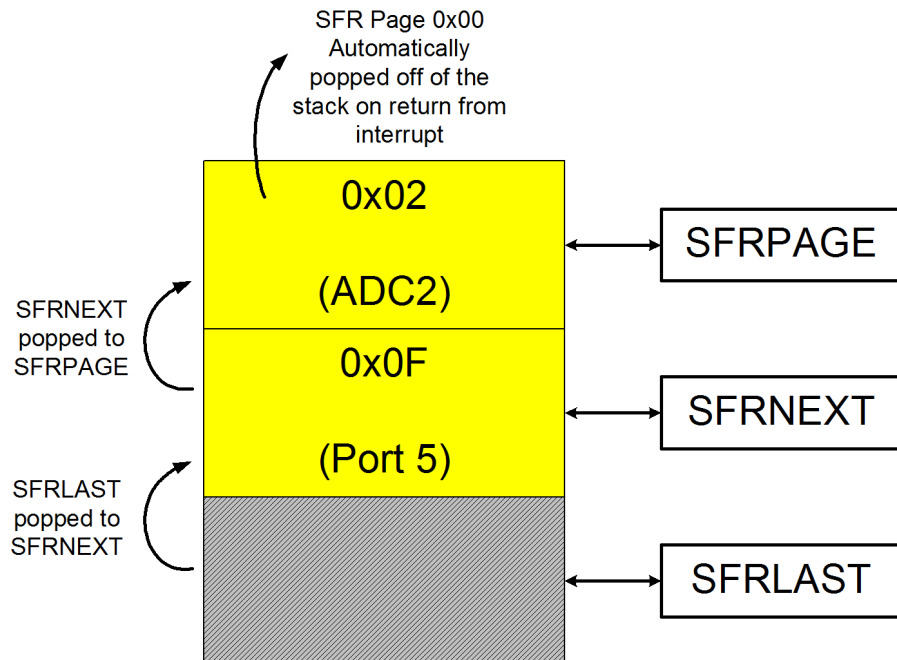 SFR Page 0x00
Automatically
popped off of the
stack on return from
interrupt
0x02
(ADC2)
SFRPAGE
SFRNEXT
popped to
SFRPAGE
0x0F
(Port 5)
SFRNEXT
SFRLAST
popped to
SFRNEXT
SFRLAST